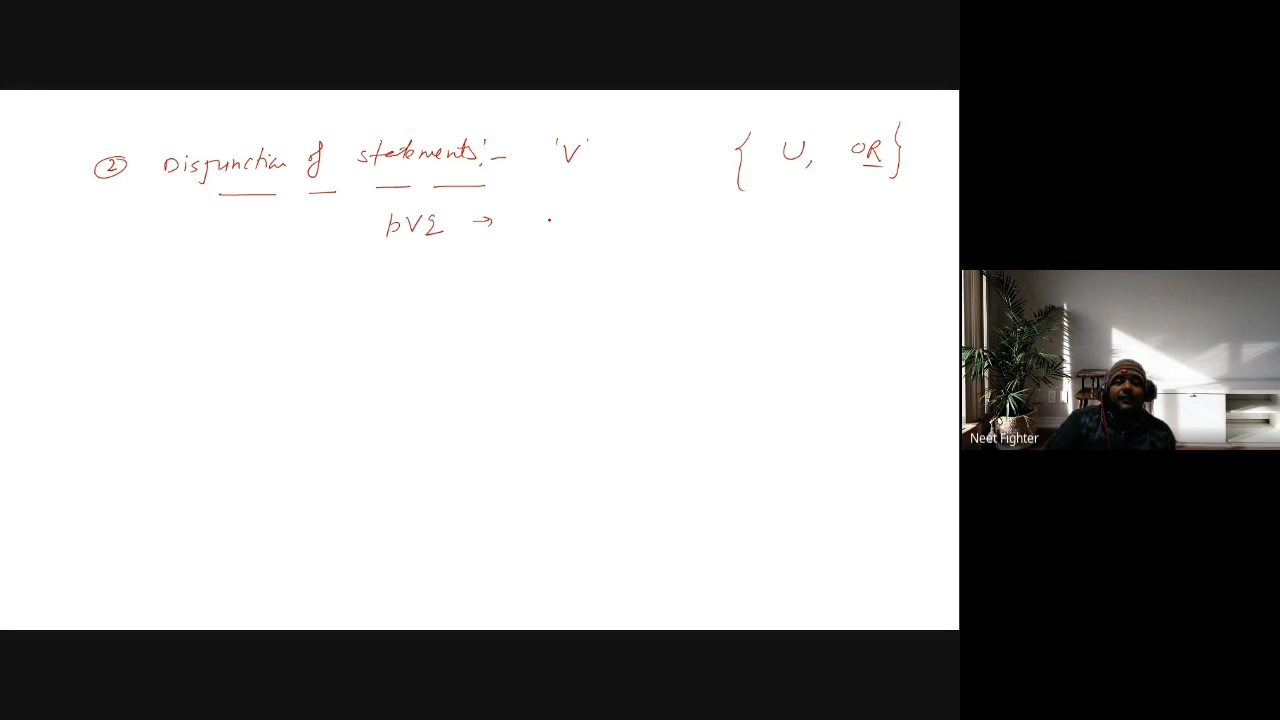 ② Disjunction of statements:- 'V' { U, OR }
pVq →
Neet Fighter